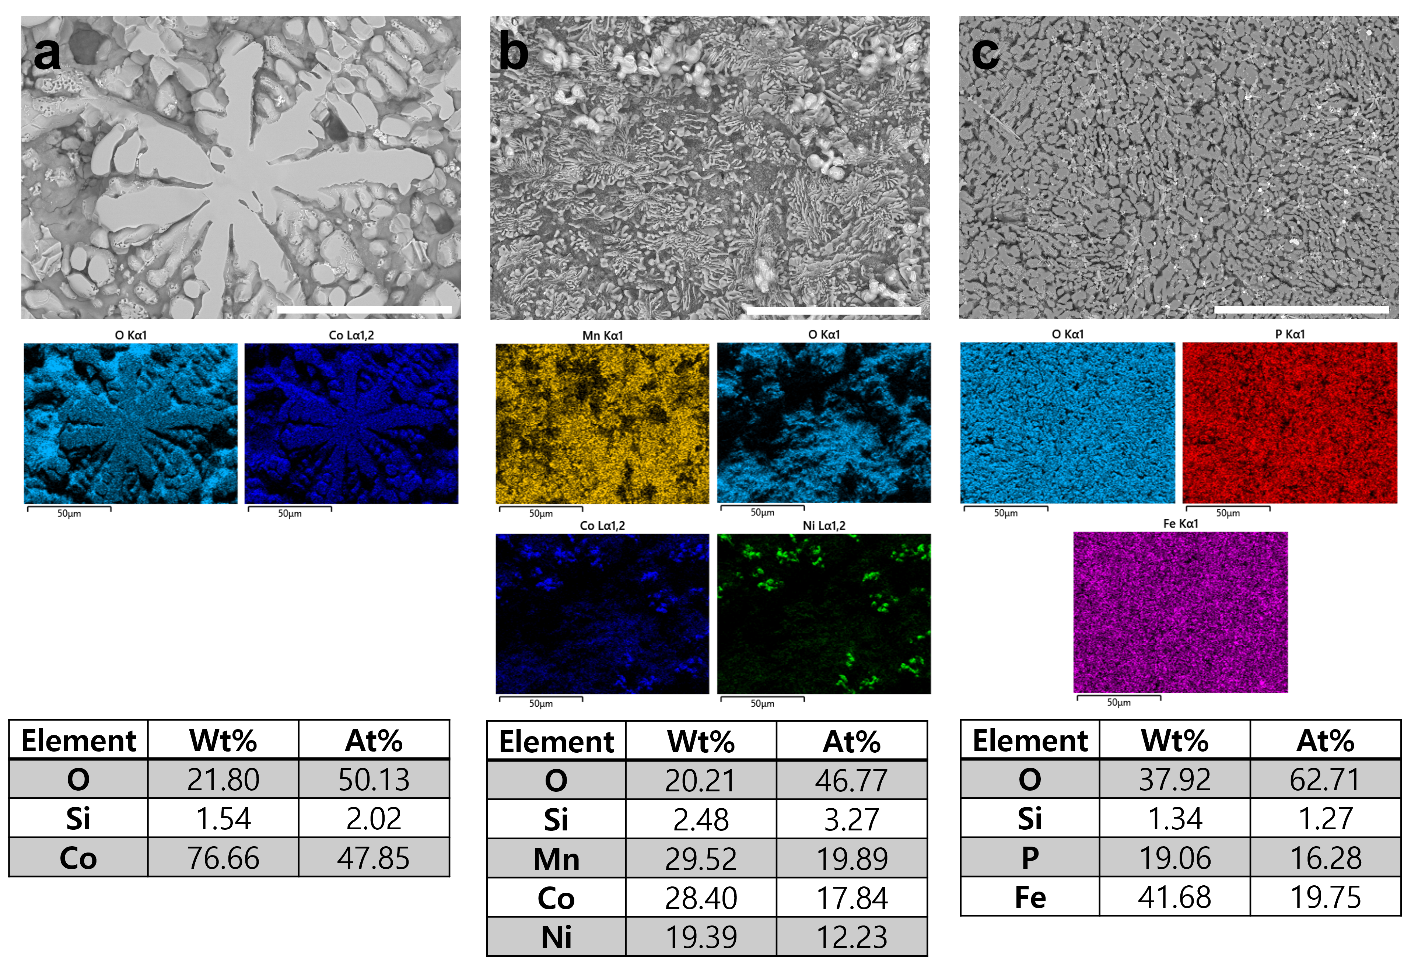 a
b
c
O Kα1
Co Lα1,2
Mn Kα1
O Kα1
O Kα1
P Kα1
50µm
50µm
50µm
50µm
50µm
50µm
Co Lα1,2
Ni Lα1,2
Fe Kα1
50µm
50µm
50µm
Element Wt% At%
O 21.80 50.13
Si 1.54 2.02
Co 76.66 47.85
Element Wt% At%
O 20.21 46.77
Si 2.48 3.27
Mn 29.52 19.89
Co 28.40 17.84
Ni 19.39 12.23
Element Wt% At%
O 37.92 62.71
Si 1.34 1.27
P 19.06 16.28
Fe 41.68 19.75